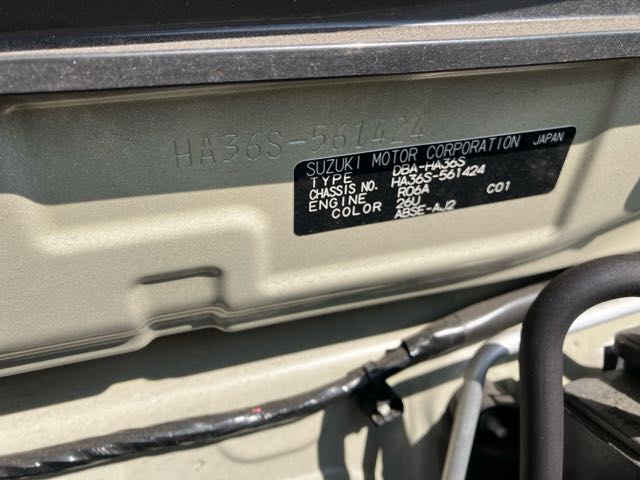 HA36S-561424
SUZUKI MOTOR CORPORATION JAPAN
TYPE DBA-HA36S
CHASSIS NO. HA36S-561424
ENGINE R06A C01
COLOR 26U
ABSE-AJ2